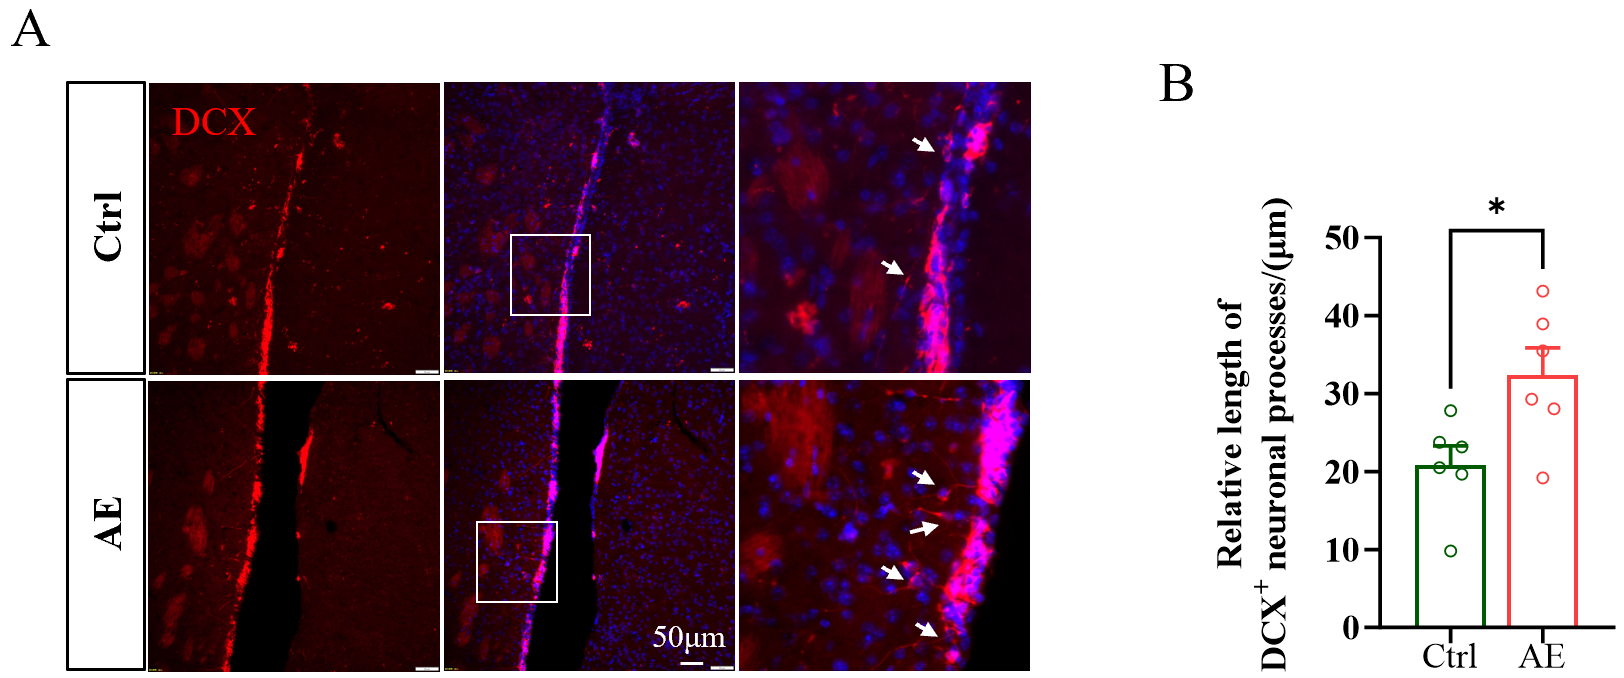 A
Ctrl
DCX
AE
50μm
B
Relative length of
DCX+ neuronal processes/(μm)
*
50
40
30
20
10
0
Ctrl
AE